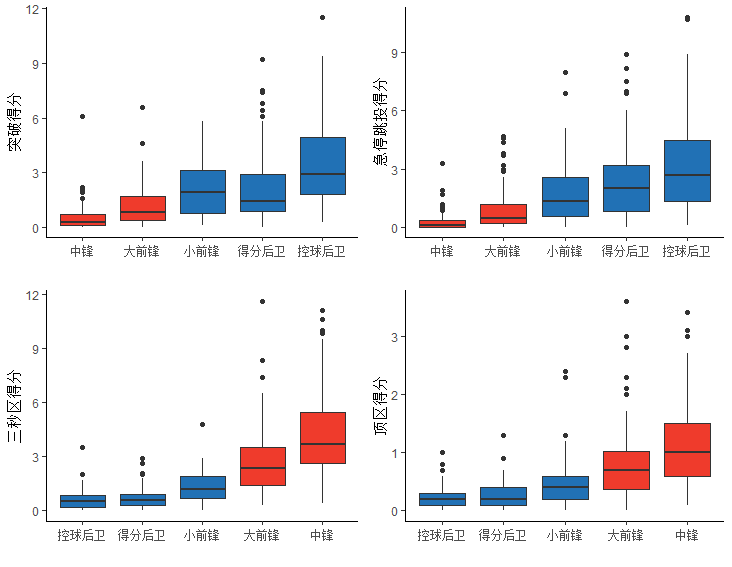 突破得分
12
9
6
3
0
中锋 大前锋 小前锋 得分后卫 控球后卫
急停跳投得分
9
6
3
0
中锋 大前锋 小前锋 得分后卫 控球后卫
三秒区得分
12
9
6
3
0
控球后卫 得分后卫 小前锋 大前锋 中锋
顶区得分
3
2
1
0
控球后卫 得分后卫 小前锋 大前锋 中锋